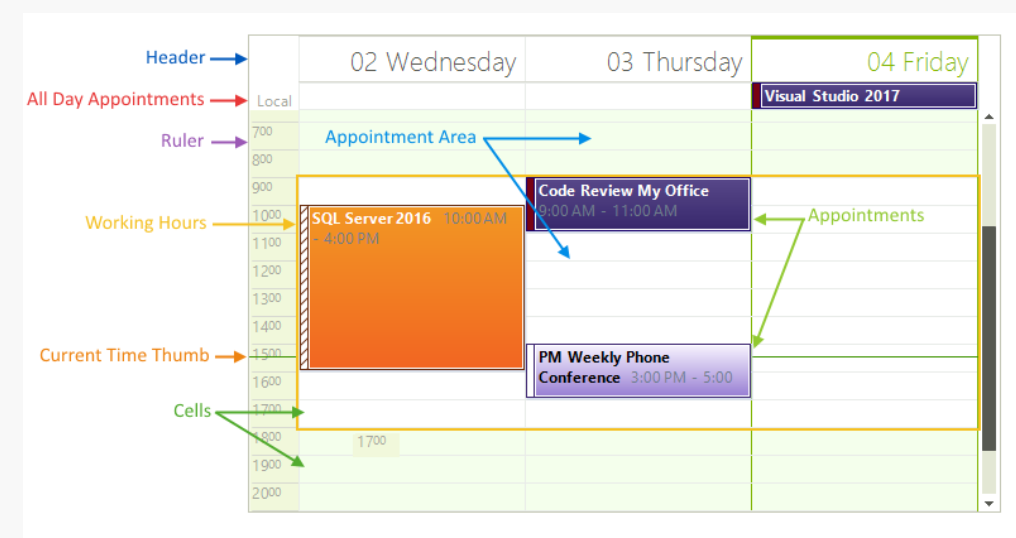 Header
02 Wednesday
03 Thursday
04 Friday
All Day Appointments
Local
Visual Studio 2017
Ruler
700
Appointment Area
800
900
Code Review My Office
9:00 AM - 11:00 AM
Working Hours
1000
SQL Server 2016 10:00 AM
- 4:00 PM
Appointments
1100
1200
1300
1400
Current Time Thumb
1500
PM Weekly Phone
Conference 3:00 PM - 5:00
1600
Cells
1700
1800
1700
1900
2000